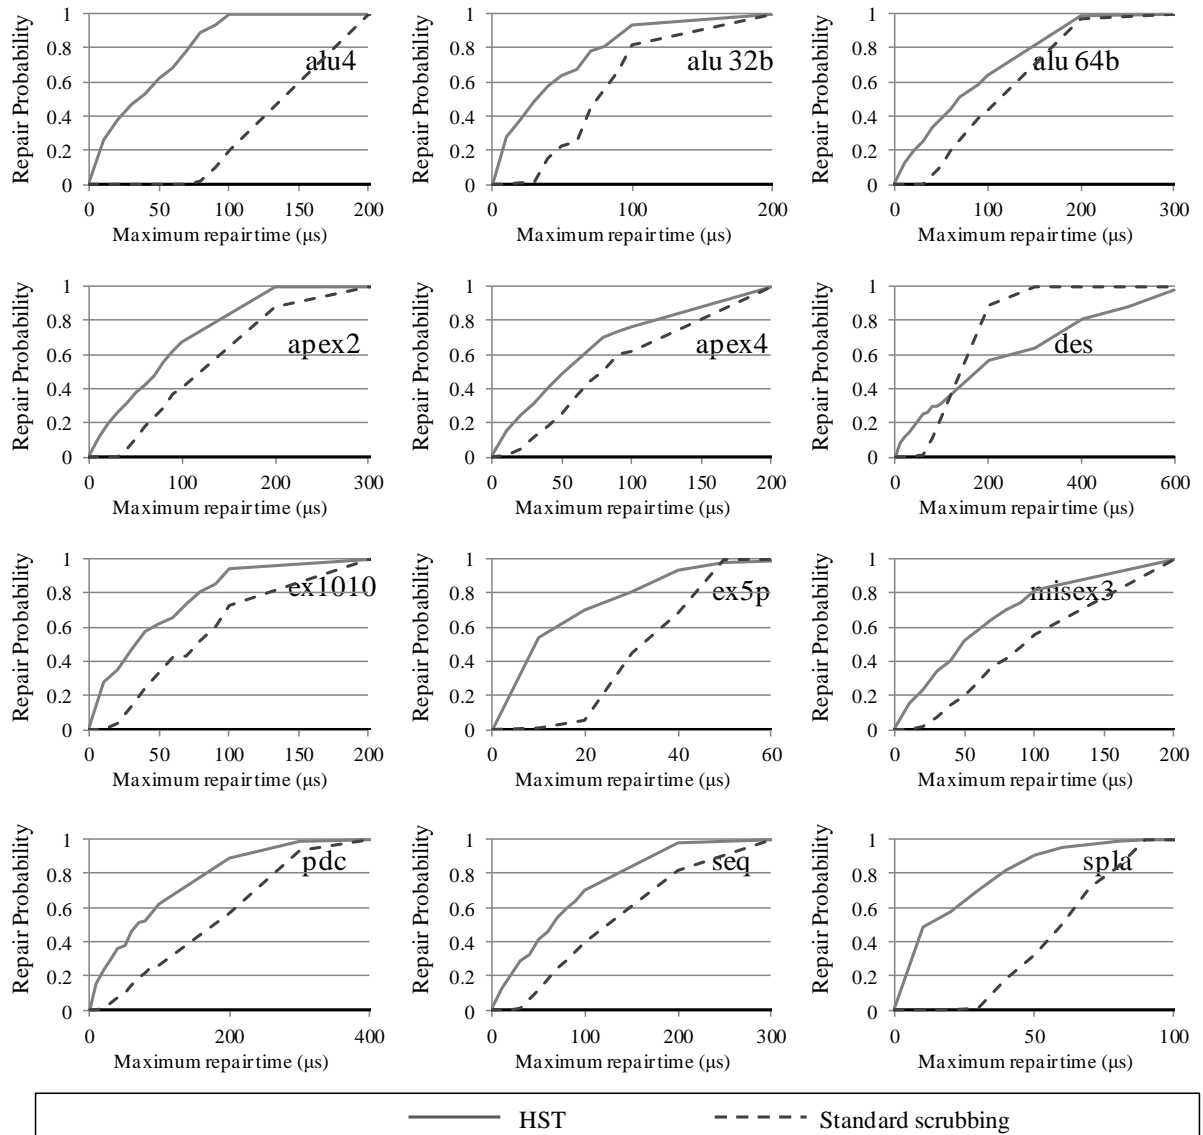 Repair Probability
1
0.8
0.6
0.4
0.2
0
alu4
0 50 100 150 200
Maximum repair time (µs)
Repair Probability
1
0.8
0.6
0.4
0.2
0
alu 32b
0 100 200
Maximum repair time (µs)
Repair Probability
1
0.8
0.6
0.4
0.2
0
alu 64b
0 100 200 300
Maximum repair time (µs)
Repair Probability
1
0.8
0.6
0.4
0.2
0
apex2
0 100 200 300
Maximum repair time (µs)
Repair Probability
1
0.8
0.6
0.4
0.2
0
apex4
0 50 100 150 200
Maximum repair time (µs)
Repair Probability
1
0.8
0.6
0.4
0.2
0
des
0 200 400 600
Maximum repair time (µs)
Repair Probability
1
0.8
0.6
0.4
0.2
0
ex1010
0 50 100 150 200
Maximum repair time (µs)
Repair Probability
1
0.8
0.6
0.4
0.2
0
ex5p
0 20 40 60
Maximum repair time (µs)
Repair Probability
1
0.8
0.6
0.4
0.2
0
misex3
0 50 100 150 200
Maximum repair time (µs)
Repair Probability
1
0.8
0.6
0.4
0.2
0
pdc
0 200 400
Maximum repair time (µs)
Repair Probability
1
0.8
0.6
0.4
0.2
0
seq
0 100 200 300
Maximum repair time (µs)
Repair Probability
1
0.8
0.6
0.4
0.2
0
spla
0 50 100
Maximum repair time (µs)
HST
Standard scrubbing